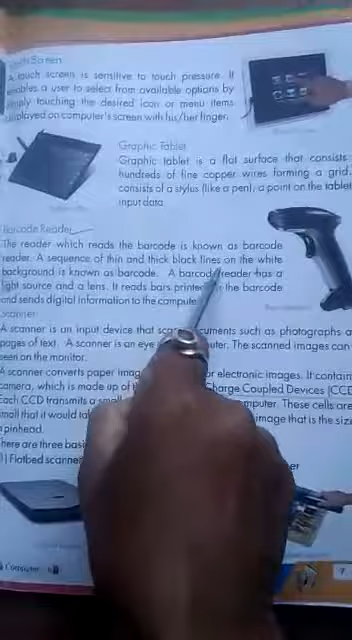 Screen
A touch screen is sensitive to touch pressure. It
enables a user to select from available options by
simply touching the desired icon or menu items
displayed on computer's screen with his/her finger.
Graphic Tablet
Graphic tablet is a flat surface that consists
hundreds of fine copper wires forming a grid.
consists of a stylus (like a pen), a point on the tablet
input data.
Barcode Reader
The reader which reads the barcode is known as barcode
reader. A sequence of thin and thick black lines on the white
background is known as barcode. A barcode reader has a
light source and a lens. It reads bars printed the barcode
and sends digital information to the computer
Scanner
A scanner is an input device that documents such as photographs a
pages of text. A scanner is an eye puter. The scanned images can
seen on the monitor.
A scanner converts paper or electronic images. It contain
camera, which is made up of Charge Coupled Devices (CCD
Each CCD transmits a small mputer. These cells are
small that it would image that is the size
pinhead.
There are three basi
Flatbed scanner
Computer - 6
7